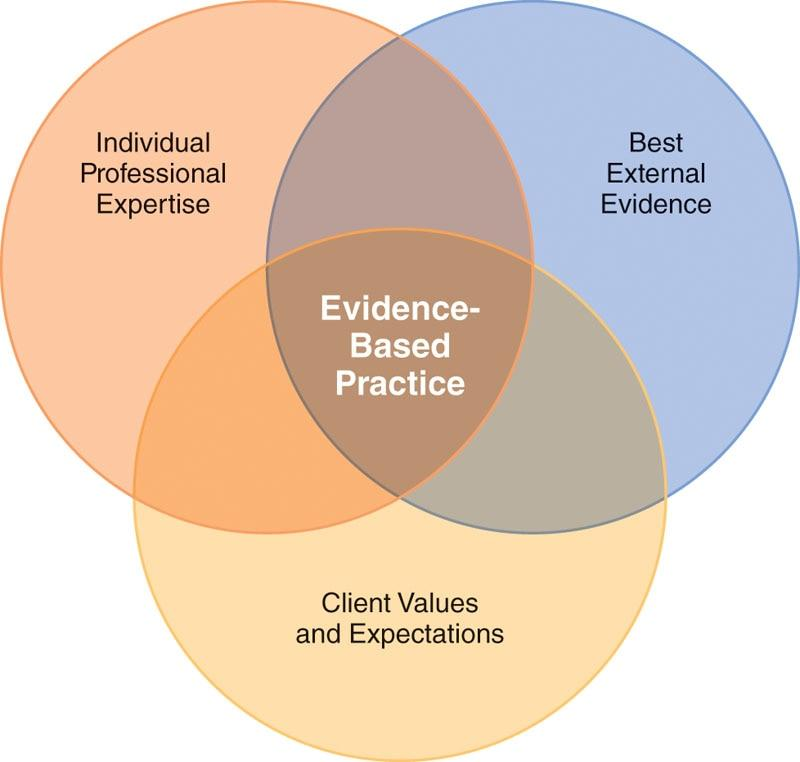 Individual
Professional
Expertise
Best
External
Evidence
Evidence-
Based
Practice
Client Values
and Expectations